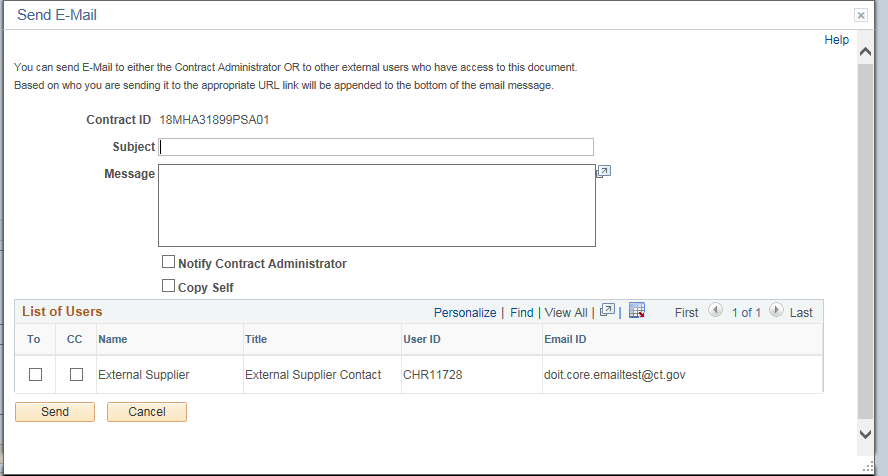 Send E-Mail
Help
You can send E-Mail to either the Contract Administrator OR to other external users who have access to this document.
Based on who you are sending it to the appropriate URL link will be appended to the bottom of the email message.
Contract ID 18MHA31899PSA01
Subject
Message
Notify Contract Administrator
Copy Self
List of Users Personalize | Find | View All | | First 1 of 1 Last
To CC Name Title User ID Email ID
External Supplier External Supplier Contact CHR11728 doit.core.emailtest@ct.gov
Send Cancel